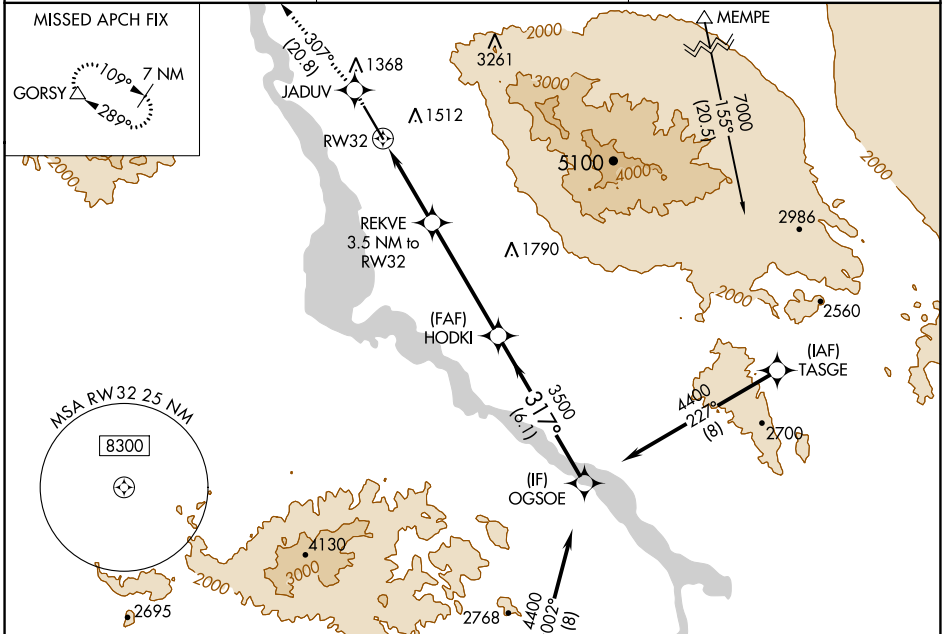 MISSED APCH FIX
GORSY
109°
7 NM
289°
2000
307°
(20.8)
1368
JADUV
RW32
1512
3261
2000
3000
5100
4000
MEMPE
7000
155°
(20.5)
2000
2986
REKVE
3.5 NM to
RW32
1790
2000
2560
(FAF)
HODKI
(IAF)
TASGE
3500
317°
(6.1)
4400
227°
(8)
2700
MSA RW32 25 NM
8300
(IF)
OGSOE
4130
3000
2000
2695
2768
4400
002°
(8)